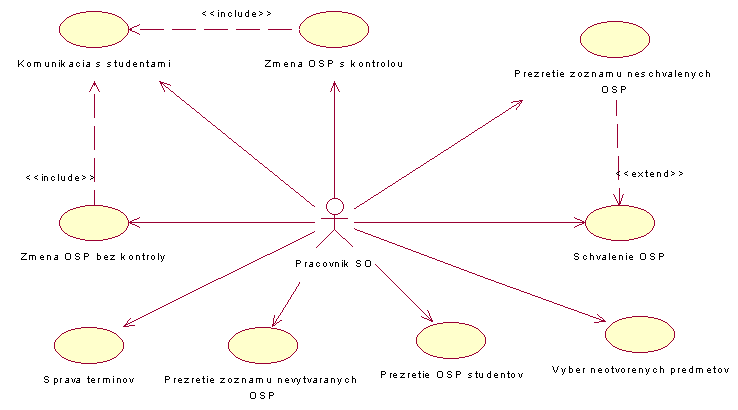 <<include>>
Komunikacia s studentami
Zmena OSP s kontrolou
Prezretie zoznamu neschvalenych
OSP
<<include>>
<<extend>>
Zmena OSP bez kontroly
Pracovnik SO
Schvalenie OSP
Sprava terminov
Prezretie zoznamu nevytvaranych
OSP
Prezretie OSP studentov
Vyber neotvorenych predmetov